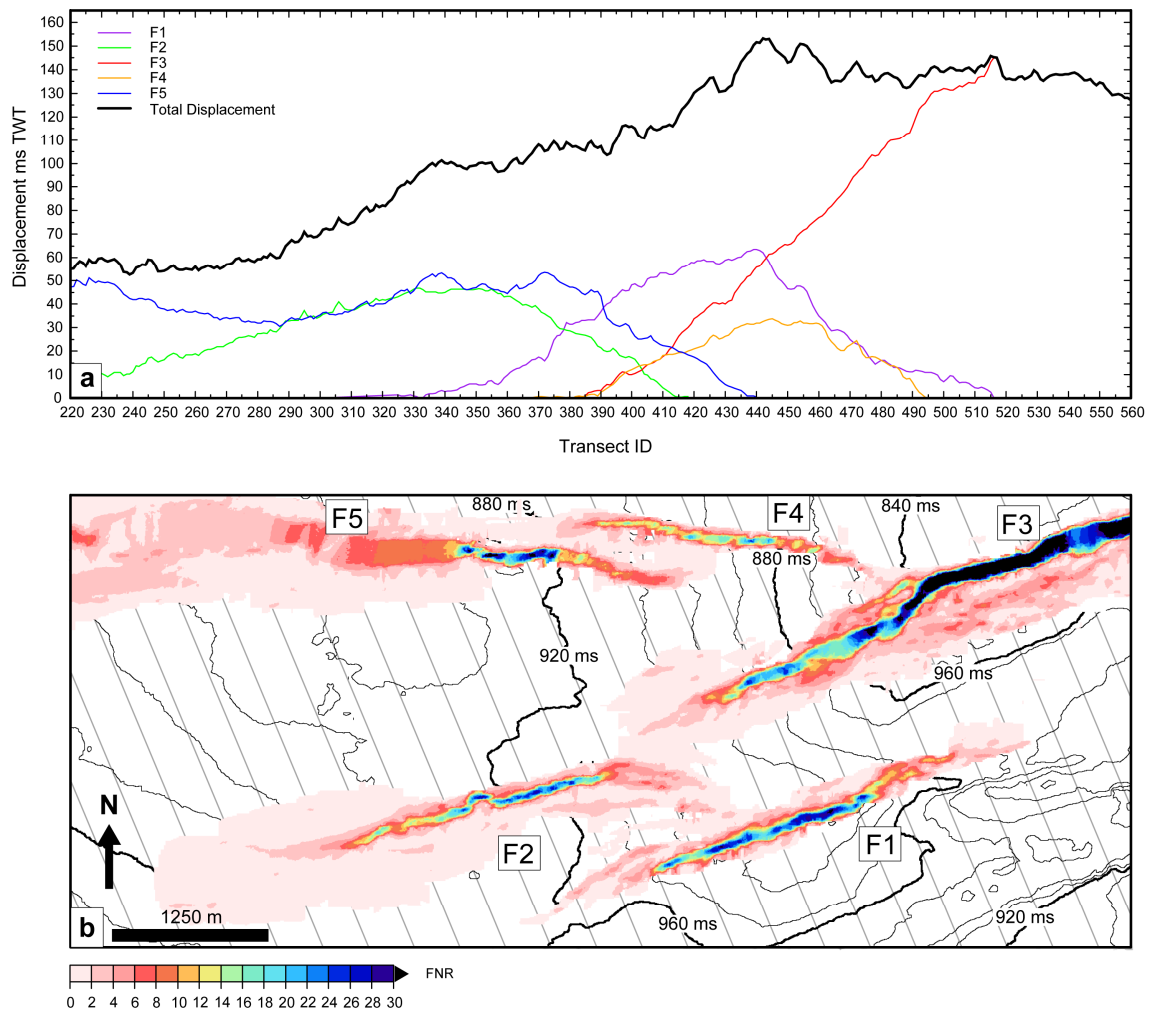 160
150
140
130
120
110
100
90
80
70
60
50
40
30
20
10
0
Displacement ms TWT
F1
F2
F3
F4
F5
Total Displacement
a
220 230 240 250 260 270 280 290 300 310 320 330 340 350 360 370 380 390 400 410 420 430 440 450 460 470 480 490 500 510 520 530 540 550 560
Transect ID
880 m s
840 ms
F5
F4
F3
880 ms
920 ms
960 ms
N
F2
F1
1250 m
960 ms
920 ms
b
FNR
0 2 4 6 8 10 12 14 16 18 20 22 24 26 28 30